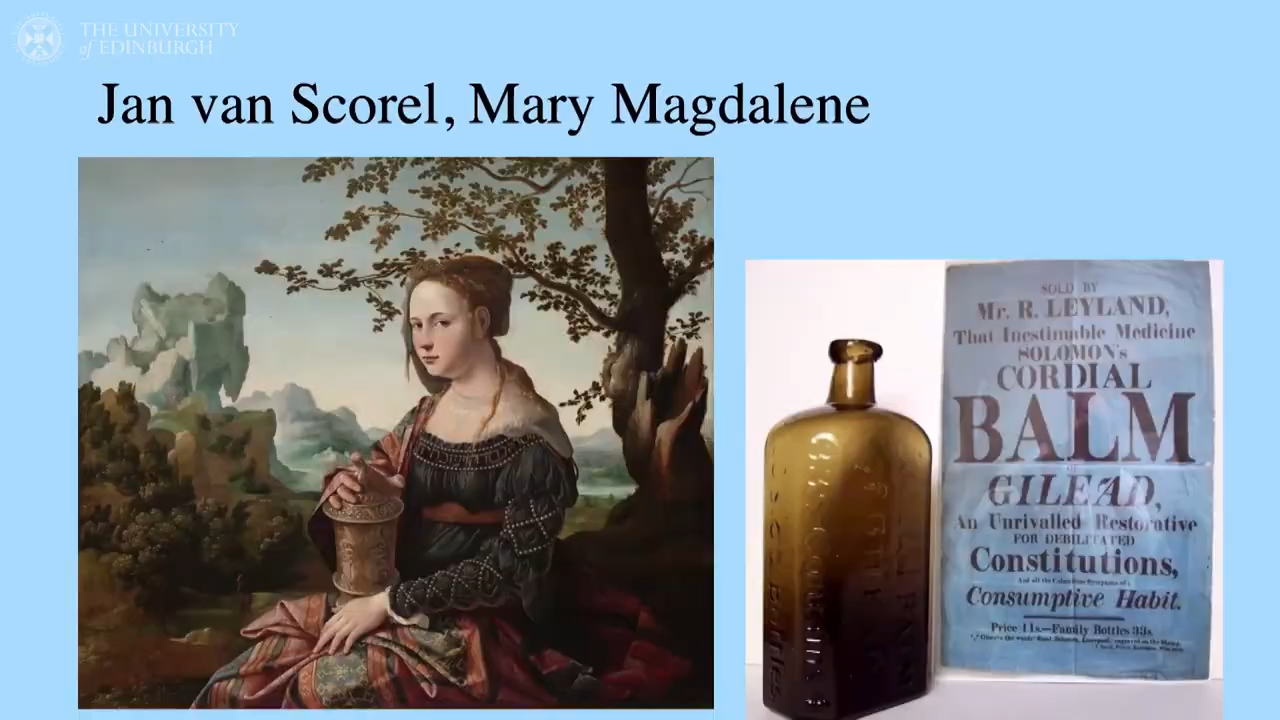 THE UNIVERSITY
of EDINBURGH
Jan van Scorel, Mary Magdalene
SOLD BY
Mr. R. LEYLAND,
That Inestimable Medicine
SOLOMON's
CORDIAL
BALM
OF
GILEAD,
An Unrivalled Restorative
FOR DEBILITATED
Constitutions,
Consumptive Habit.
Price 11s.—Family Bottles 33s.